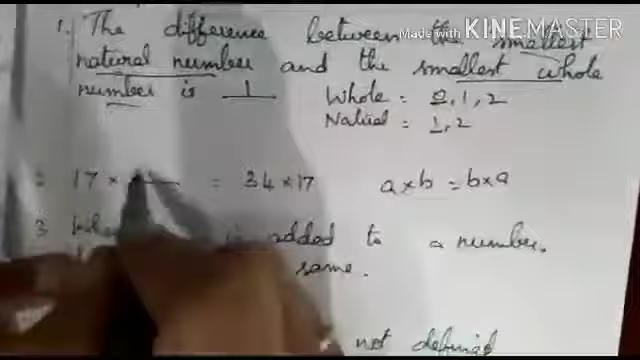 Made with KINEMASTER
1. The difference between the smallest
natural number and the smallest whole
number is 1 Whole = 0, 1, 2
Natural = 1, 2
17 × = 34 × 17 a × b = b × a
3 is added to a number.
same.
not defined